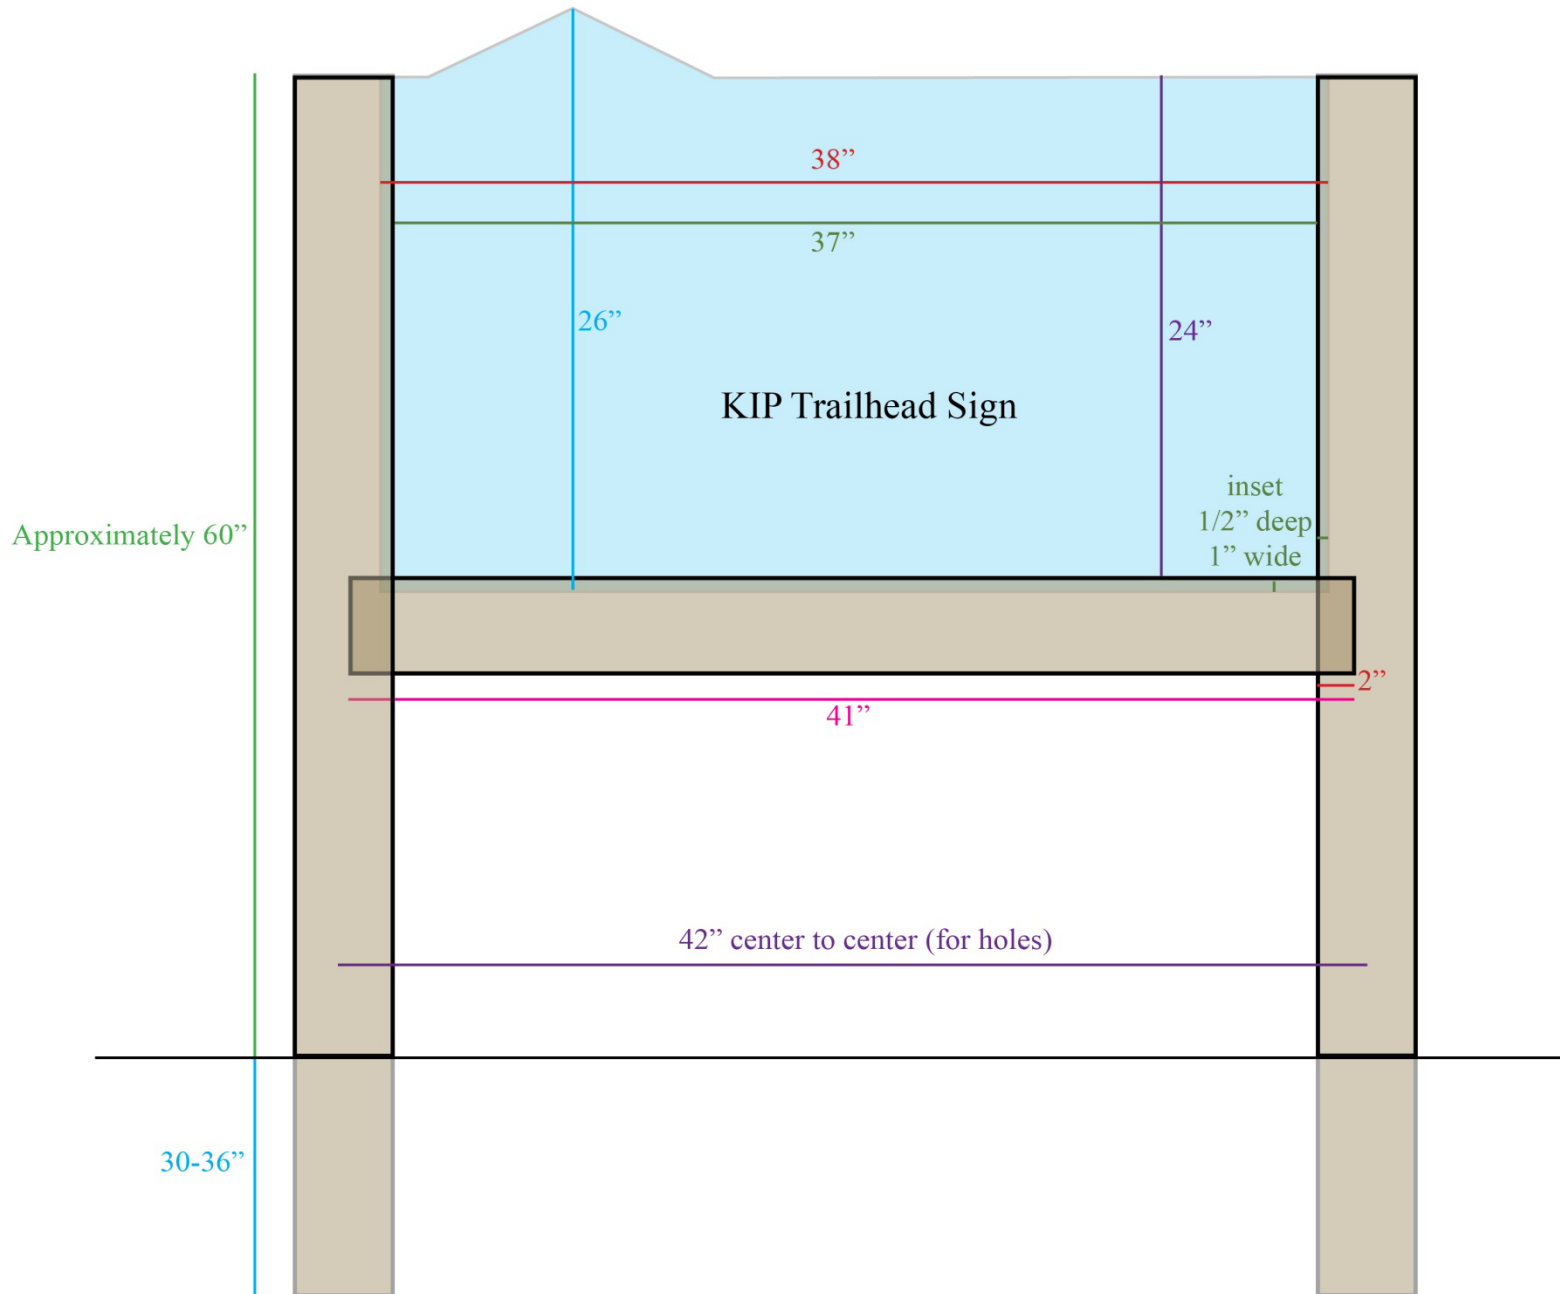 38”
37”
26”
24”
KIP Trailhead Sign
inset
1/2” deep
1” wide
Approximately 60”
2”
41”
42” center to center (for holes)
30-36”